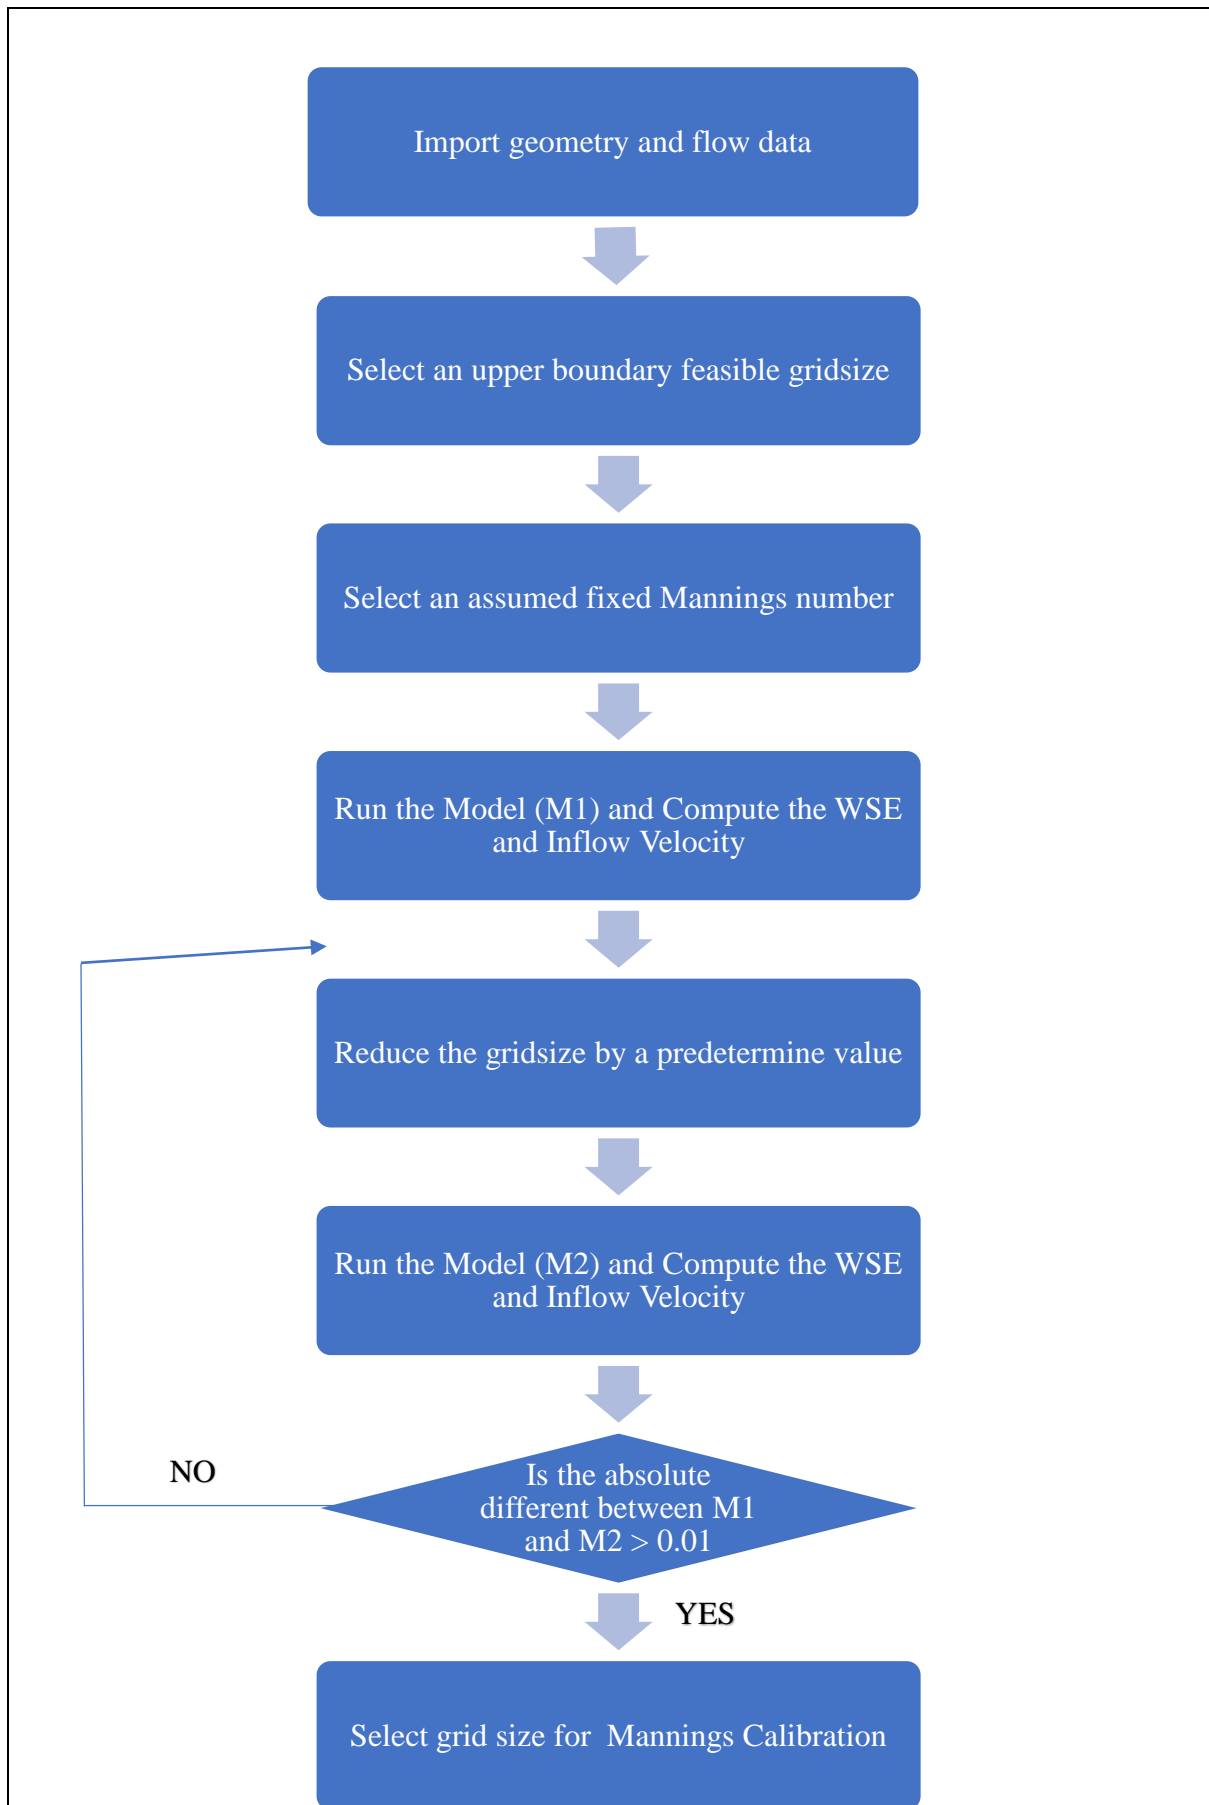 Import geometry and flow data
Select an upper boundary feasible gridsize
Select an assumed fixed Mannings number
Run the Model (M1) and Compute the WSE
and Inflow Velocity
Reduce the gridsize by a predetermine value
Run the Model (M2) and Compute the WSE
and Inflow Velocity
NO
Is the absolute
different between M1
and M2 > 0.01
YES
Select grid size for Mannings Calibration